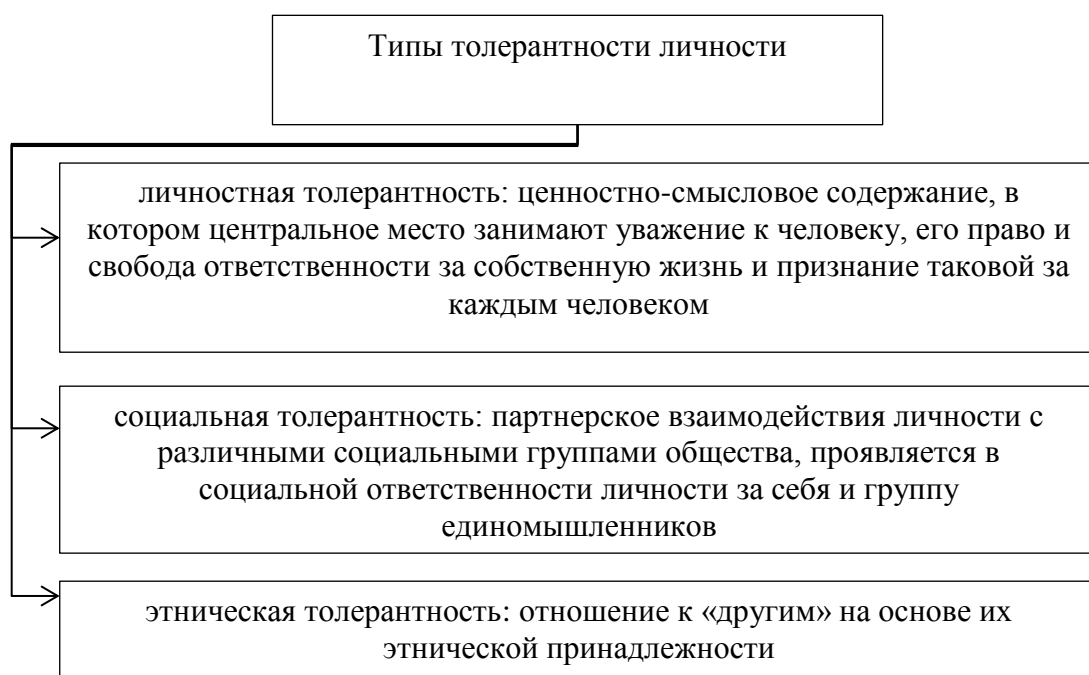 Типы толерантности личности
личностная толерантность: ценностно-смысловое содержание, в
котором центральное место занимают уважение к человеку, его право и
свобода ответственности за собственную жизнь и признание таковой за
каждым человеком
социальная толерантность: партнерское взаимодействия личности с
различными социальными группами общества, проявляется в
социальной ответственности личности за себя и группу
единомышленников
этническая толерантность: отношение к «другим» на основе их
этнической принадлежности